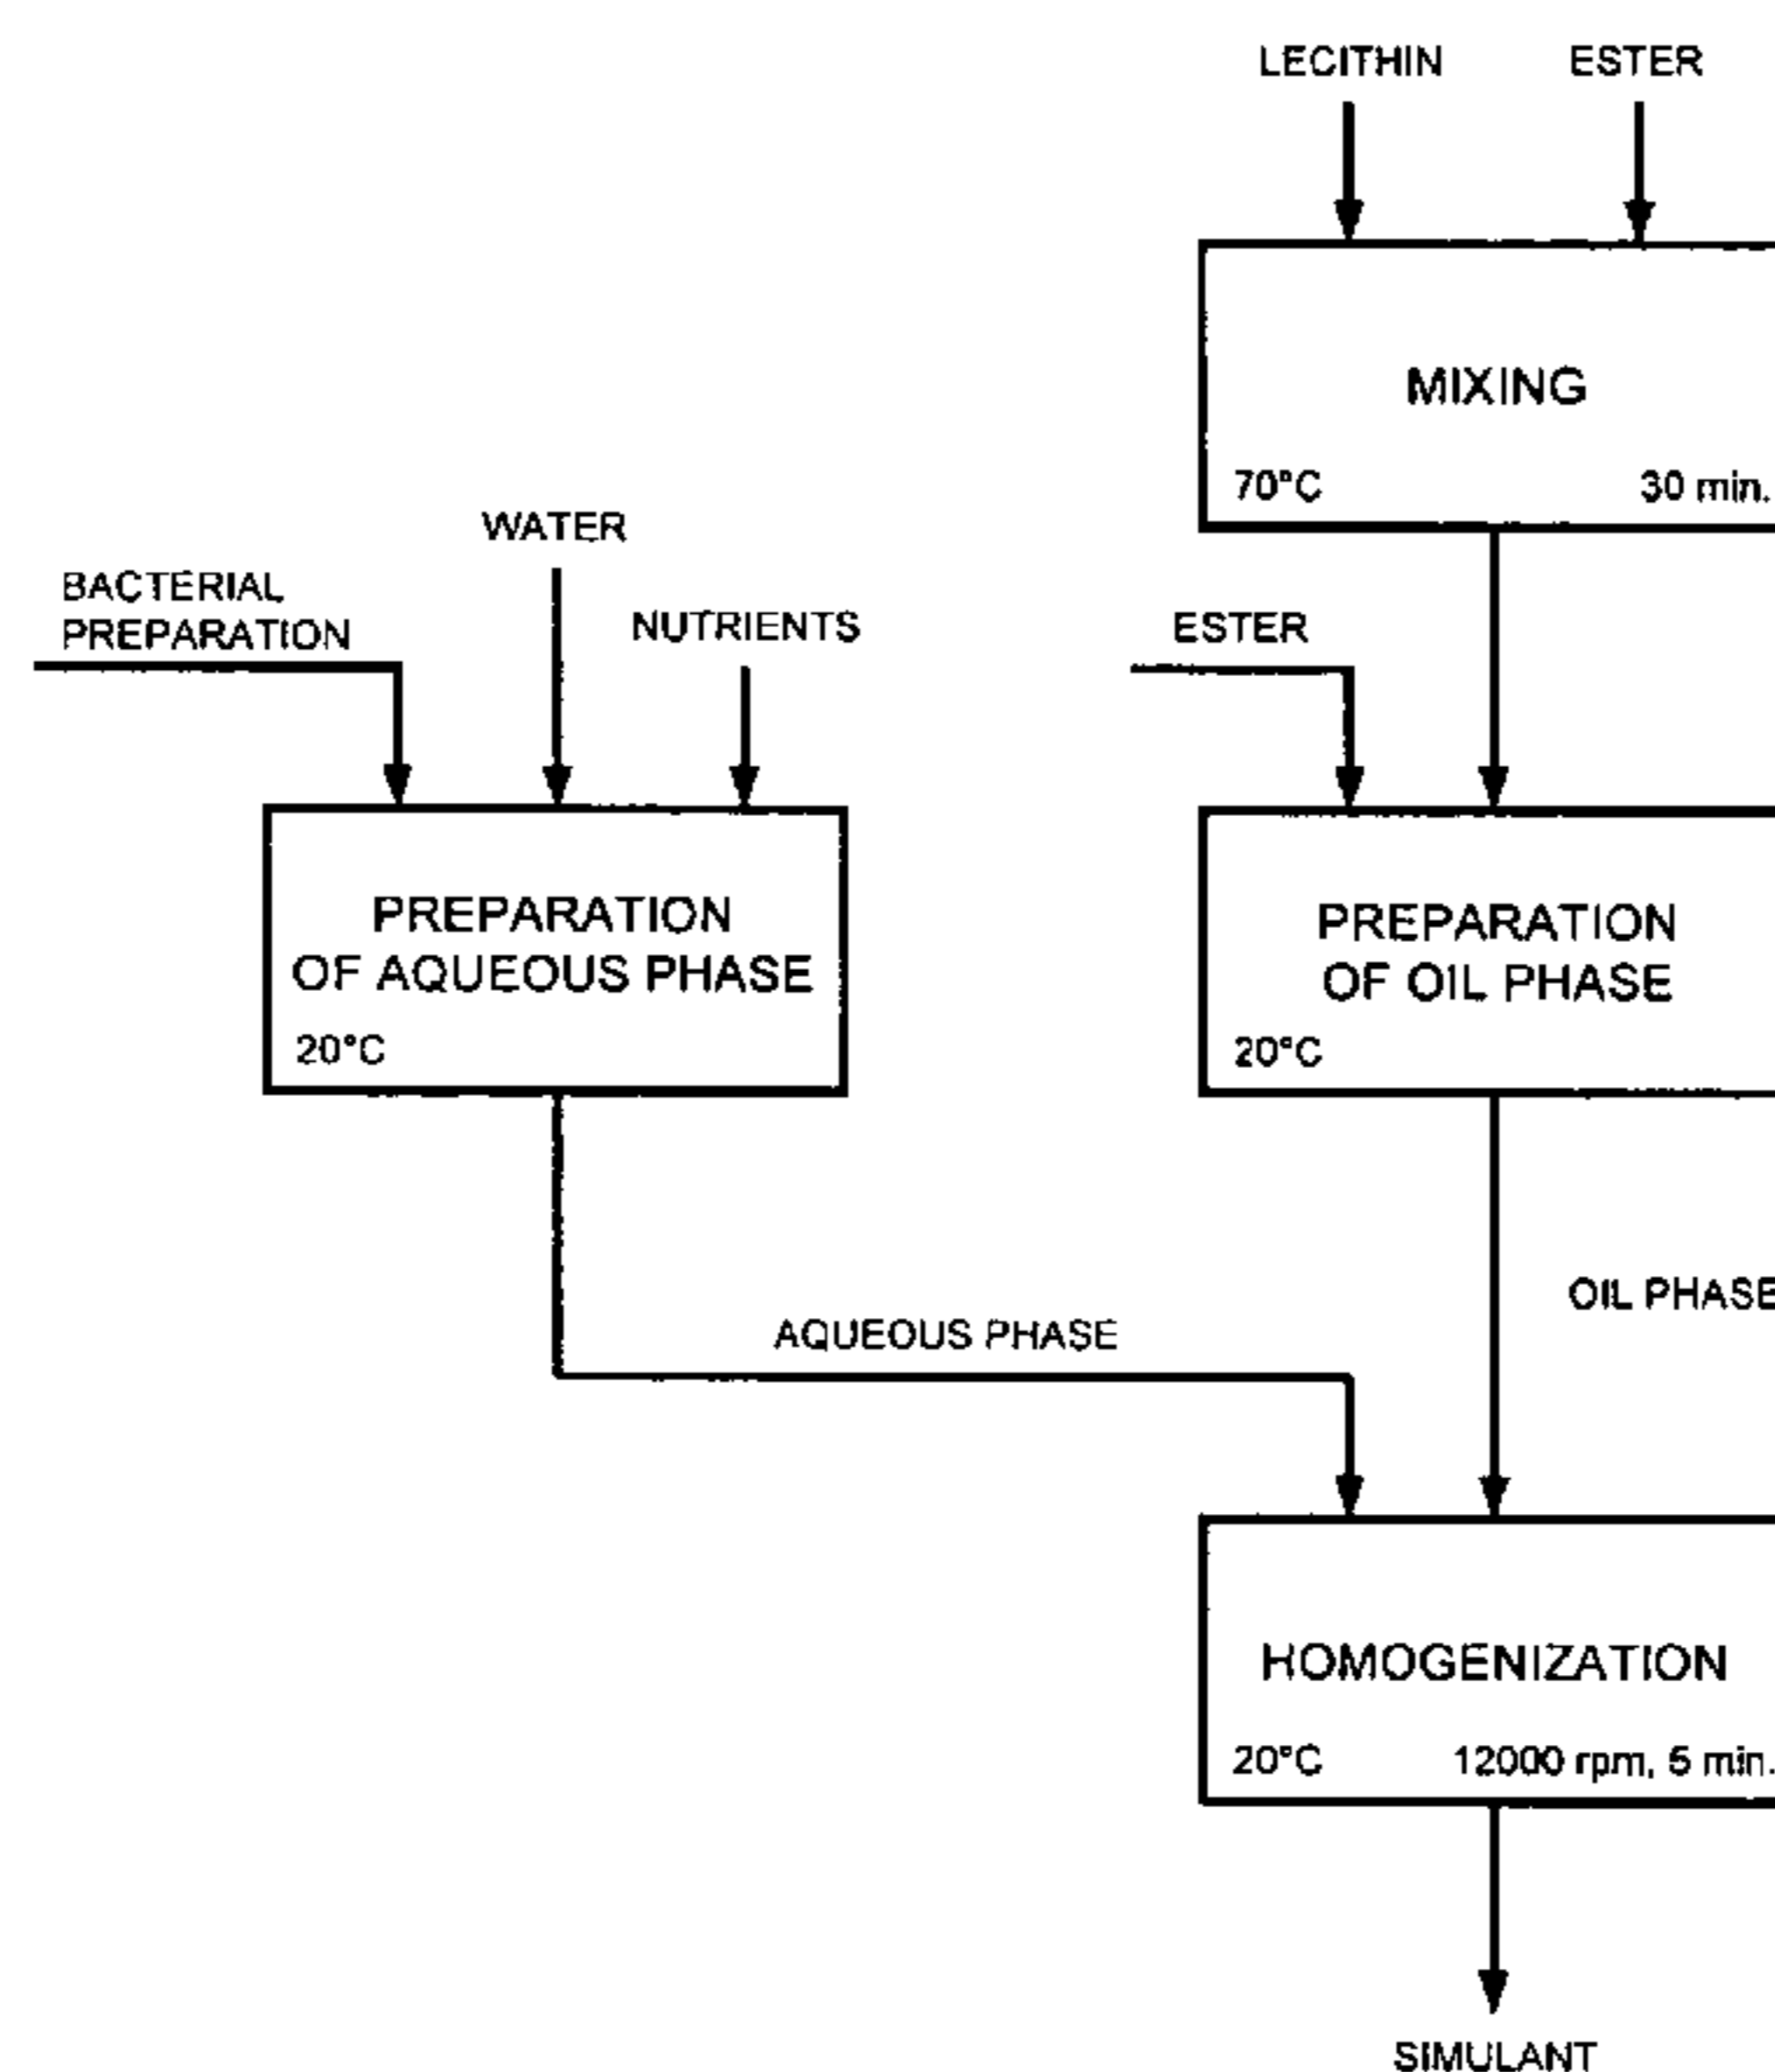 LECITHIN
ESTER
MIXING
70°C
30 min.
WATER
BACTERIAL
PREPARATION
NUTRIENTS
ESTER
PREPARATION
OF AQUEOUS PHASE
20°C
PREPARATION
OF OIL PHASE
20°C
OIL PHASE
AQUEOUS PHASE
HOMOGENIZATION
20°C
12000 rpm, 5 min.
SIMULANT